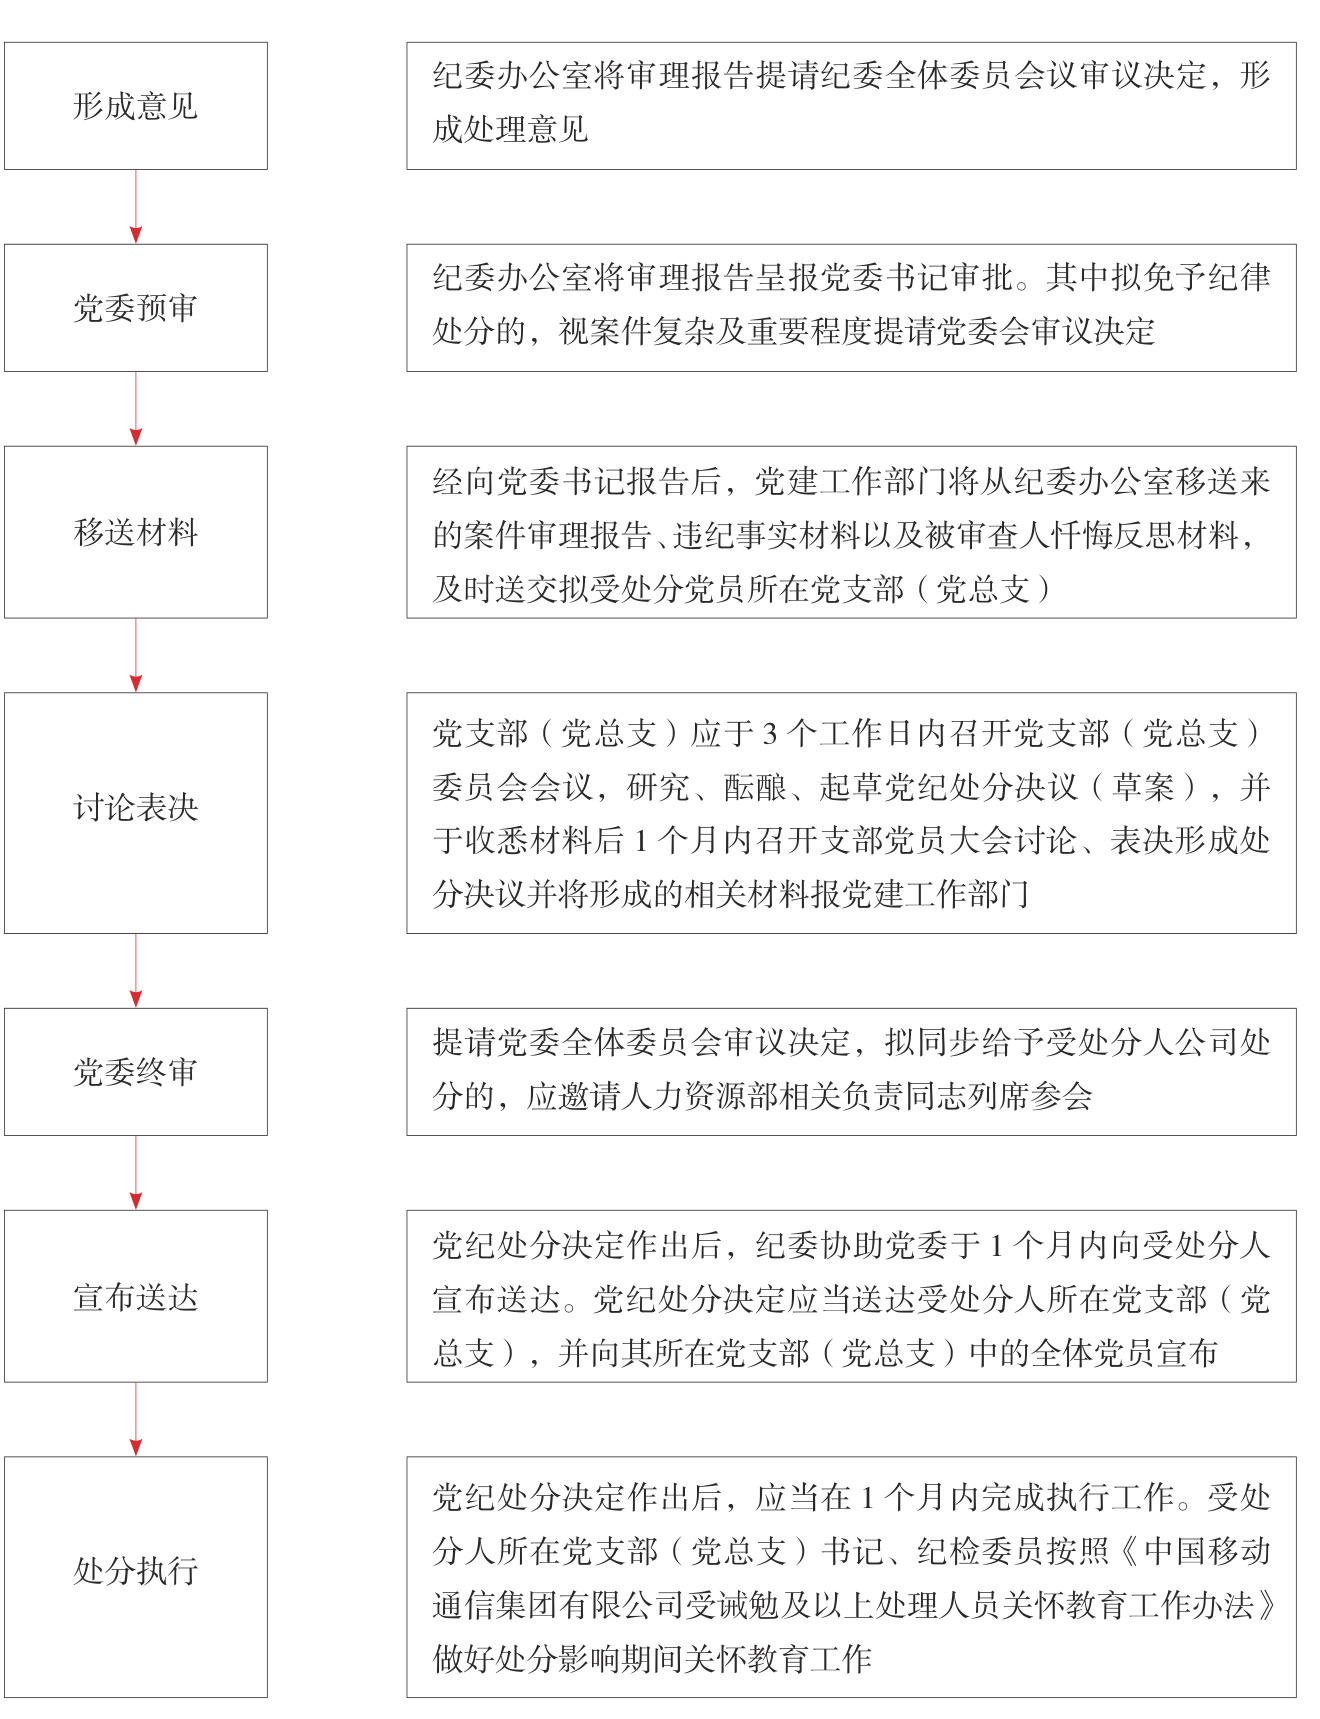 形成意见
纪委办公室将审理报告提请纪委全体委员会议审议决定，形
成处理意见
党委预审
纪委办公室将审理报告呈报党委书记审批。其中拟免予纪律
处分的，视案件复杂及重要程度提请党委会审议决定
移送材料
经向党委书记报告后，党建工作部门将从纪委办公室移送来
的案件审理报告、违纪事实材料以及被审查人忏悔反思材料，
及时送交拟受处分党员所在党支部（党总支）
讨论表决
党支部（党总支）应于 3 个工作日内召开党支部（党总支）
委员会会议，研究、酝酿、起草党纪处分决议（草案），并
于收悉材料后 1 个月内召开支部党员大会讨论、表决形成处
分决议并将形成的相关材料报党建工作部门
党委终审
提请党委全体委员会审议决定，拟同步给予受处分人公司处
分的，应邀请人力资源部相关负责同志列席参会
宣布送达
党纪处分决定作出后，纪委协助党委于 1 个月内向受处分人
宣布送达。党纪处分决定应当送达受处分人所在党支部（党
总支），并向其所在党支部（党总支）中的全体党员宣布
处分执行
党纪处分决定作出后，应当在 1 个月内完成执行工作。受处
分人所在党支部（党总支）书记、纪检委员按照《中国移动
通信集团有限公司受诫勉及以上处理人员关怀教育工作办法》
做好处分影响期间关怀教育工作